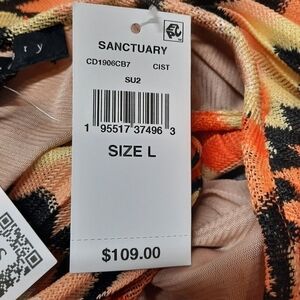 SANCTUARY
CD1906CB7 CIST
SU2
1 95517 37496 3
SIZE L
$109.00